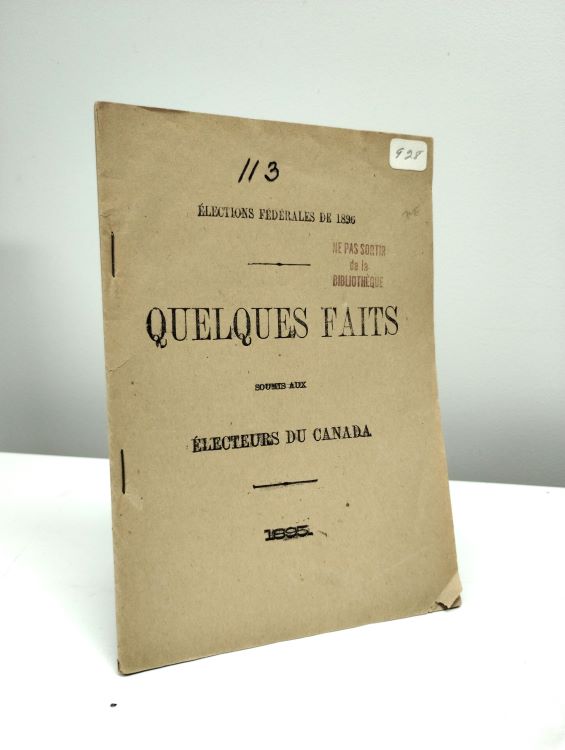 113
928
ÉLECTIONS FÉDÉRALES DE 1896
NE PAS SORTIR
de la
BIBLIOTHÈQUE
QUELQUES FAITS
SOUMIS AUX
ÉLECTEURS DU CANADA
1895.